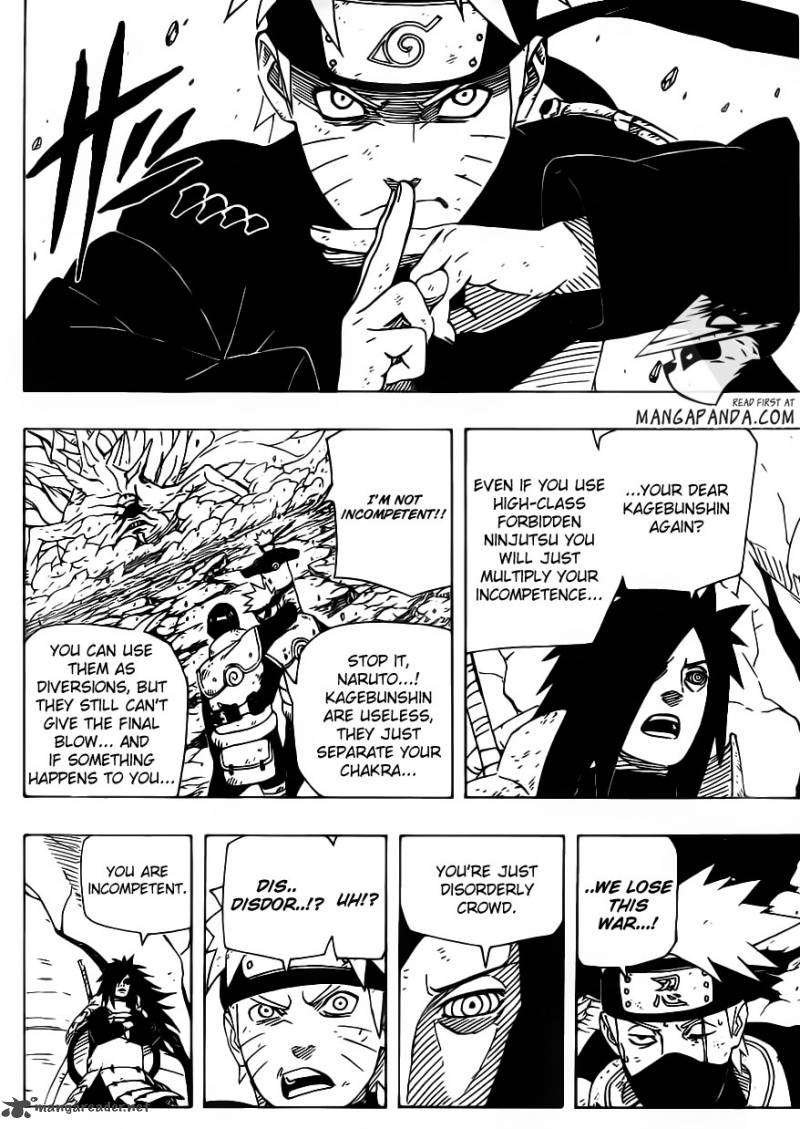 READ FIRST AT
MANGAPANDA.COM
...YOUR DEAR
KAGEBUNSHIN
AGAIN?
EVEN IF YOU USE
HIGH-CLASS
FORBIDDEN
NINJUTSU YOU
WILL JUST
MULTIPLY YOUR
INCOMPETENCE...
I'M NOT
INCOMPETENT!!
STOP IT,
NARUTO...!
KAGEBUNSHIN
ARE USELESS,
THEY JUST
SEPARATE YOUR
CHAKRA...
YOU CAN USE
THEM AS
DIVERSIONS, BUT
THEY STILL CAN'T
GIVE THE FINAL
BLOW... AND
IF SOMETHING
HAPPENS TO YOU...
..WE LOSE
THIS
WAR...!
忍
YOU'RE JUST
DISORDERLY
CROWD.
UH!?
DIS..
DISDOR..!?
YOU ARE
INCOMPETENT.
mangareader.net